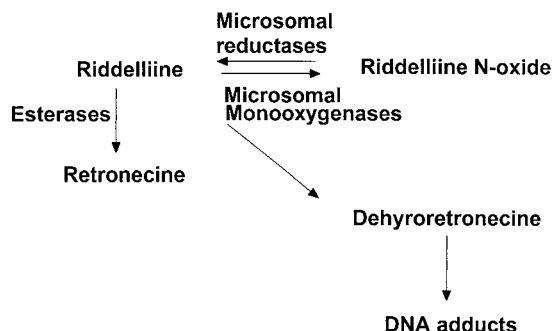 Microsomal
reductases
Riddelliine
Riddelliine N-oxide
Microsomal
Monooxygenases
Esterases
Retronecine
Dehyroretronecine
DNA adducts